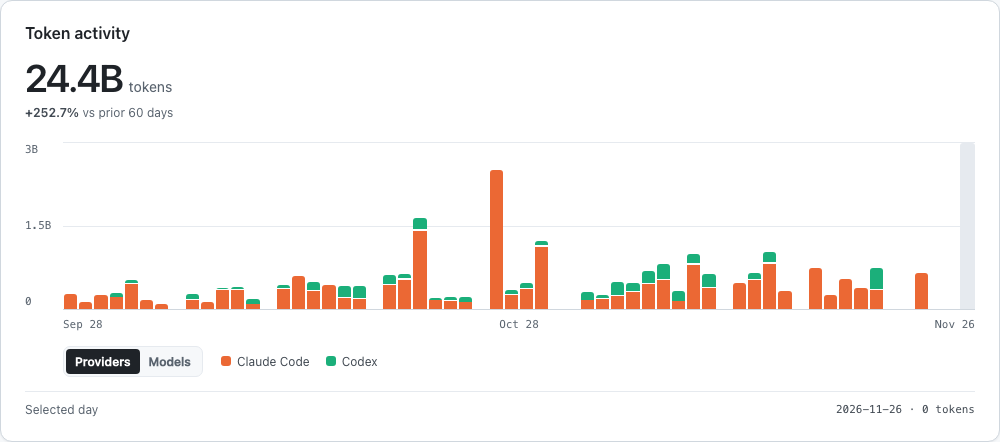 Token activity
24.4B tokens
+252.7% vs prior 60 days
3B
1.5B
0
Sep 28 Oct 28 Nov 26
Providers Models Claude Code Codex
Selected day 2026-11-26 · 0 tokens